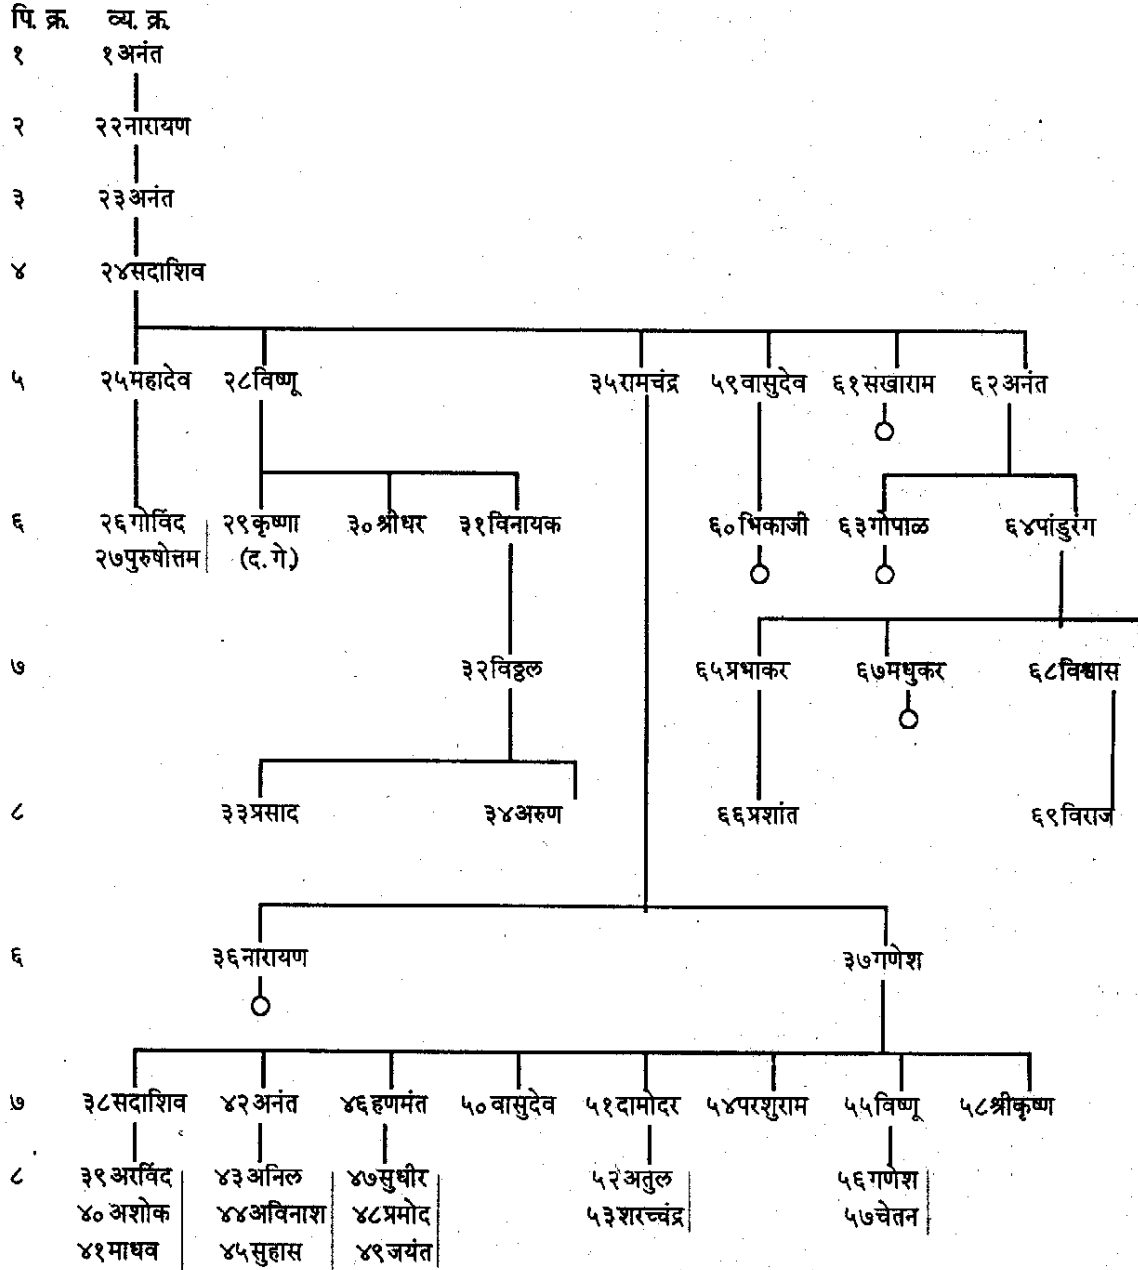 पि. क्र. व्य. क्र.
१ १अनंत
२ २२नारायण
३ २३अनंत
४ २४सदाशिव
५ २५महादेव २८विष्णू ३५रामचंद्र ५९वासुदेव ६१सखाराम ६२अनंत
६ २६गोविंद २९कृष्णा ३०श्रीधर ३१विनायक ६०भिकाजी ६३गोपाळ ६४पांडुरंग
२७पुरुषोत्तम (द.गे)
७ ३२विठ्ठल ६५प्रभाकर ६७मधुकर ६८विश्वास
८ ३३प्रसाद ३४अरुण ६६प्रशांत ६९विराज
६ ३६नारायण ३७गणेश
७ ३८सदाशिव ४२अनंत ४६हणमंत ५०वासुदेव ५१दामोदर ५४परशुराम ५५विष्णू ५८श्रीकृष्ण
८ ३९अरविंद ४३अनिल ४७सुधीर ५२अतुल ५६गणेश
४०अशोक ४४अविनाश ४८प्रमोद ५३शरच्चंद्र ५७चेतन
४१माधव ४५सुहास ४९जयंत